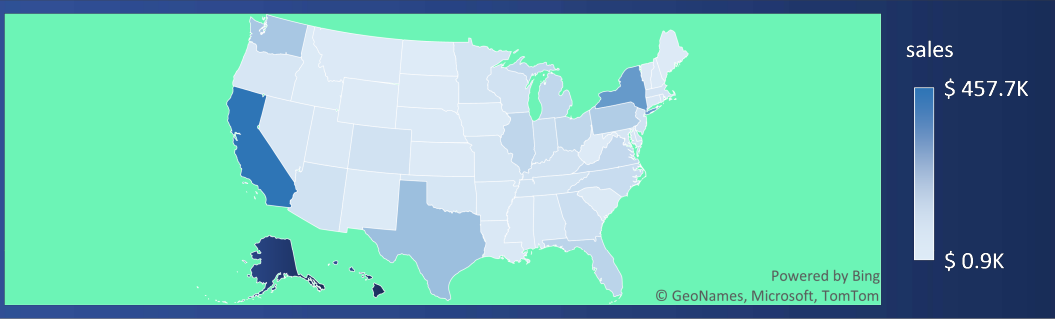 sales
$ 457.7K
$ 0.9K
Powered by Bing
© GeoNames, Microsoft, TomTom